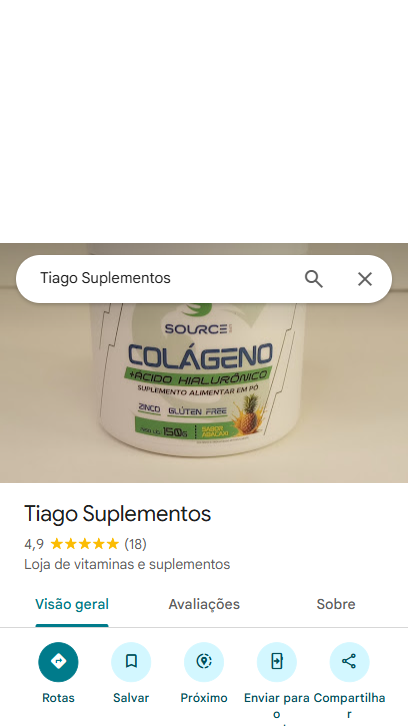 Tiago Suplementos
SOURCE
COLÁGENO
+ÁCIDO HIALURÔNICO
SUPLEMENTO ALIMENTAR EM PÓ
ZINCO GLÚTEN FREE
150G
SABOR
ABACAXI
Tiago Suplementos
4,9 (18)
Loja de vitaminas e suplementos
Visão geral Avaliações Sobre
Rotas Salvar Próximo Enviar para Compartilha
o r